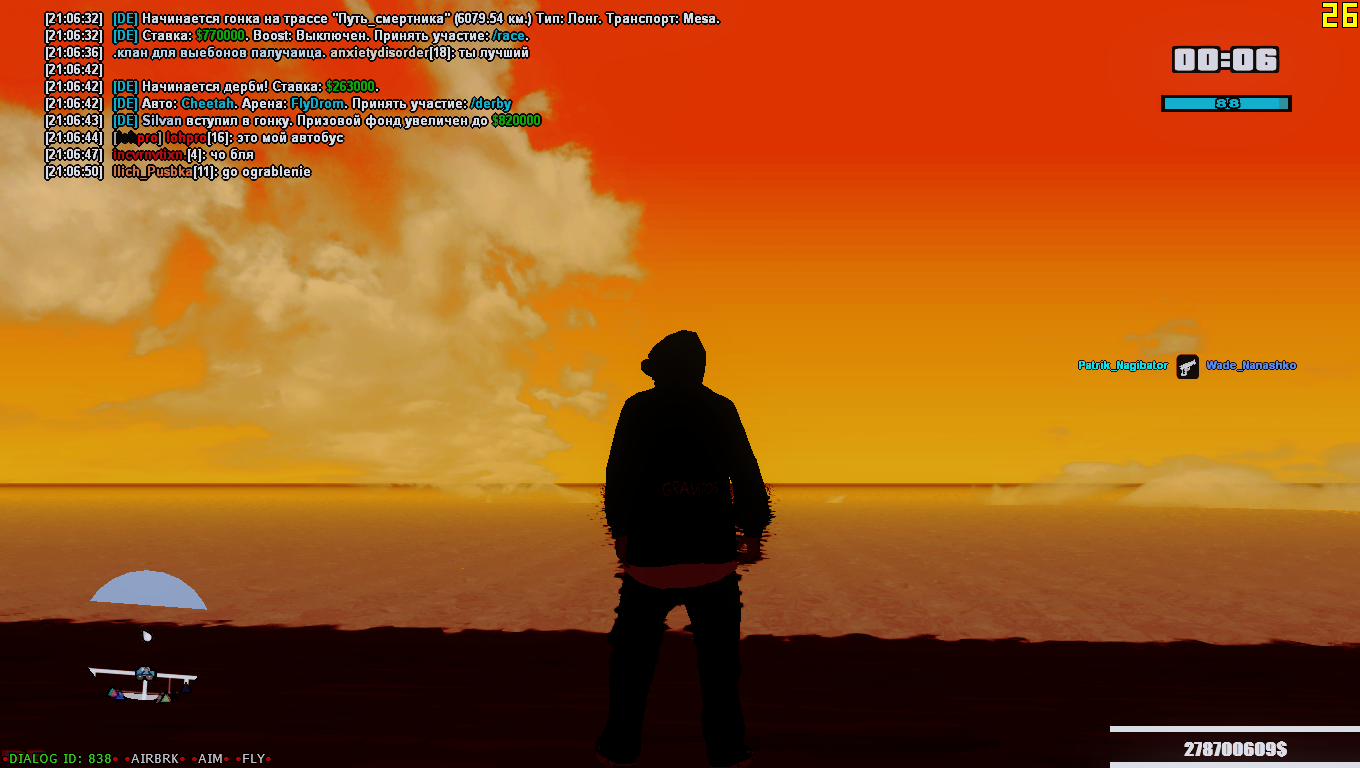 [21:06:32] [DE] Начинается гонка на трассе "Путь_смертника" (6079.54 км.) Тип: Лонг. Транспорт: Mesa.
26
[21:06:32] [DE] Ставка: $770000. Boost: Выключен. Принять участие: /race.
[21:06:36] .клан для выебонов палучаица. anxietydisorder[18]: ты лучший
00:06
[21:06:42]
[21:06:42] [DE] Начинается дерби! Ставка: $263000.
[21:06:42] [DE] Авто: Cheetah. Арена: FlyDrom. Принять участие: /derby
88
[21:06:43] [DE] Silvan вступил в гонку. Призовой фонд увеличен до $820000
[21:06:44] [lohpro] lohpro[16]: это мой автобус
[21:06:47] incvrnvtixn.[4]: чо бля
[21:06:50] Ilich_Pusbka[11]: go ograblenie
Patrik_Nagibator Wade_Nanashko
278700609$
DIALOG ID: 838 AIRBRK AIM FLY